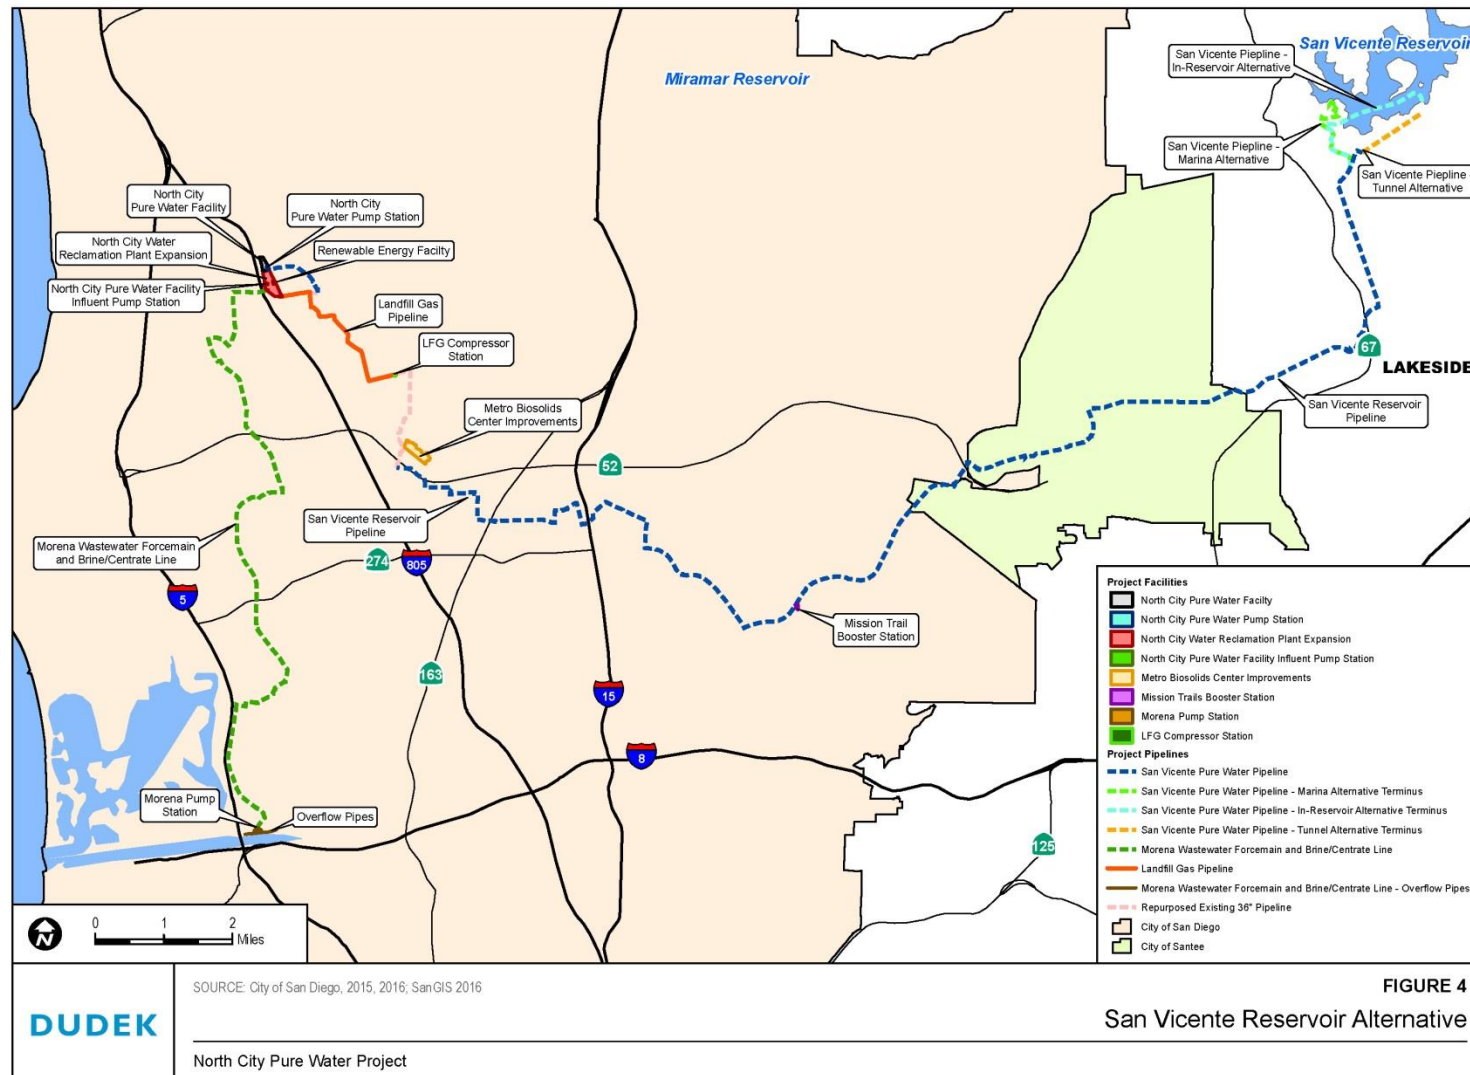 Miramar Reservoir
San Vicente Reservoir
San Vicente Piepline -
In-Reservoir Alternative
San Vicente Piepline -
Marina Alternative
San Vicente Piepline -
Tunnel Alternative
North City
Pure Water Facility
North City
Pure Water Pump Station
North City Water
Reclamation Plant Expansion
Renewable Energy Facilty
North City Pure Water Facility
Influent Pump Station
Landfill Gas
Pipeline
LFG Compressor
Station
67
LAKESIDE
Metro Biosolids
Center Improvements
San Vicente Reservoir
Pipeline
52
San Vicente Reservoir
Pipeline
Morena Wastewater Forcemain
and Brine/Centrate Line
274
805
5
Mission Trail
Booster Station
163
15
8
Morena Pump
Station
Overflow Pipes
125
Project Facilities
North City Pure Water Facilty
North City Pure Water Pump Station
North City Water Reclamation Plant Expansion
North City Pure Water Facility Influent Pump Station
Metro Biosolids Center Improvements
Mission Trails Booster Station
Morena Pump Station
LFG Compressor Station
Project Pipelines
San Vicente Pure Water Pipeline
San Vicente Pure Water Pipeline - Marina Alternative Terminus
San Vicente Pure Water Pipeline - In-Reservoir Alternative Terminus
San Vicente Pure Water Pipeline - Tunnel Alternative Terminus
Morena Wastewater Forcemain and Brine/Centrate Line
Landfill Gas Pipeline
Morena Wastewater Forcemain and Brine/Centrate Line - Overflow Pipes
Repurposed Existing 36" Pipeline
City of San Diego
City of Santee
N
0 1 2
Miles
DUDEK
SOURCE: City of San Diego, 2015, 2016; SanGIS 2016
FIGURE 4
San Vicente Reservoir Alternative
North City Pure Water Project